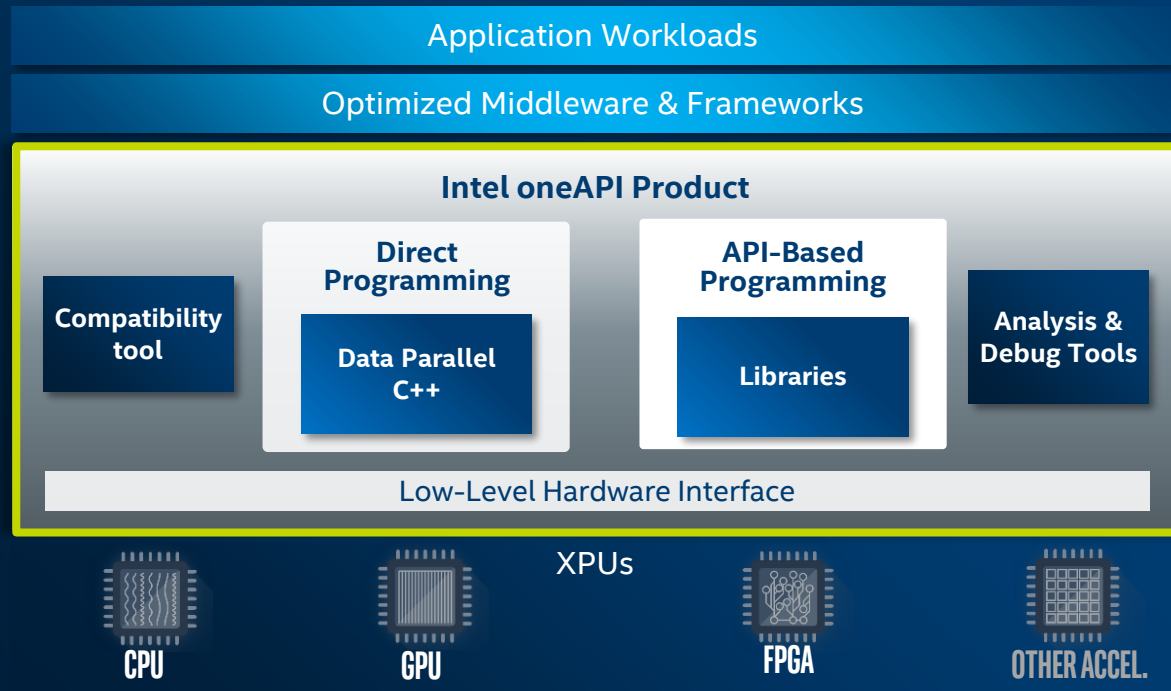 Application Workloads
Optimized Middleware & Frameworks
Intel oneAPI Product
Compatibility
tool
Direct
Programming
Data Parallel
C++
API-Based
Programming
Libraries
Analysis &
Debug Tools
Low-Level Hardware Interface
XPUs
CPU
GPU
FPGA
OTHER ACCEL.